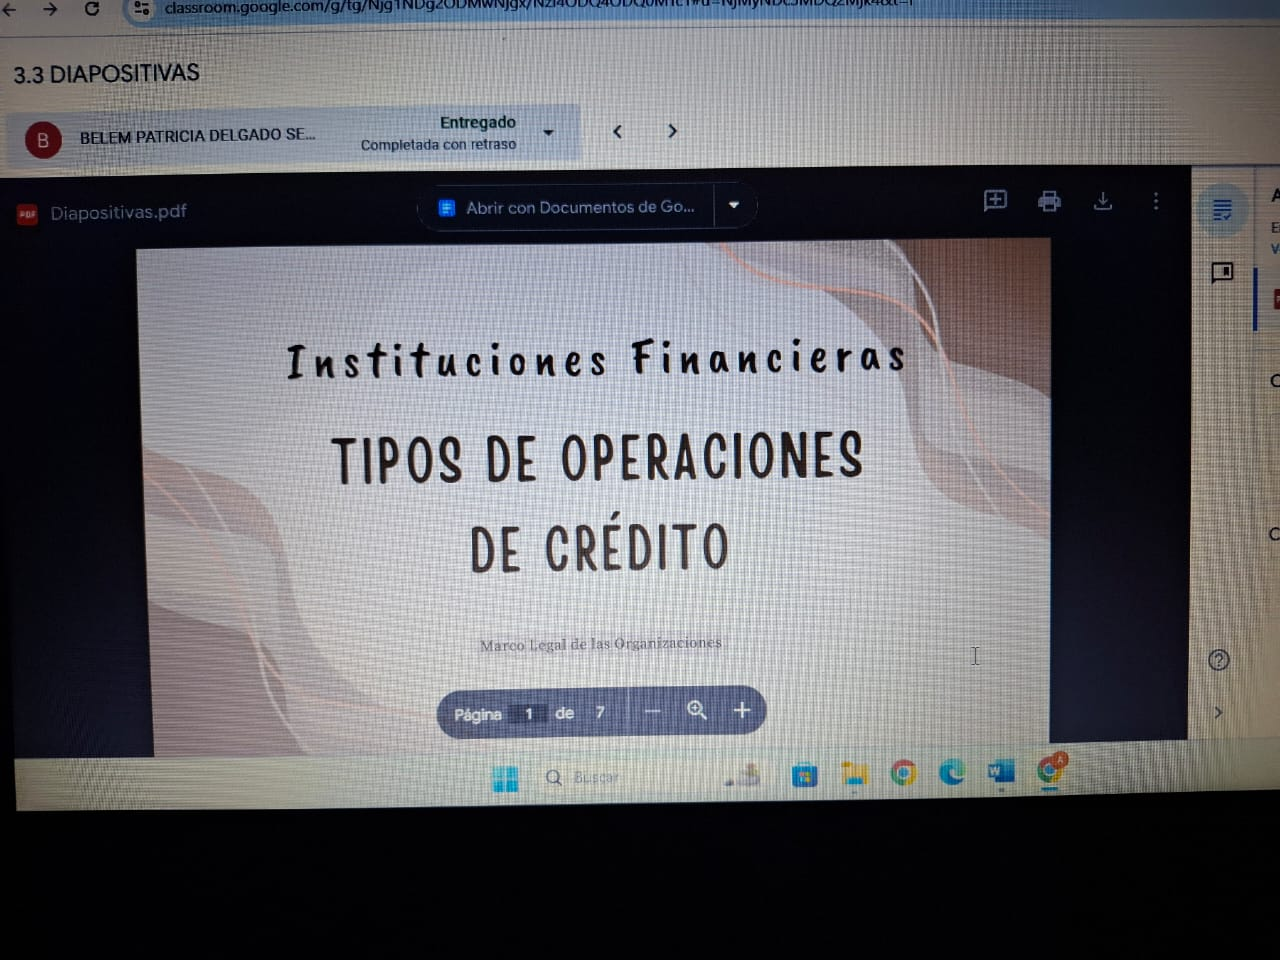 3.3 DIAPOSITIVAS
B
BELEM PATRICIA DELGADO SE...
Entregado
Completada con retraso
PDF
Diapositivas.pdf
Abrir con Documentos de Go...
Instituciones Financieras
TIPOS DE OPERACIONES
DE CRÉDITO
Marco Legal de las Organizaciones
Página 1 de 7
Buscar